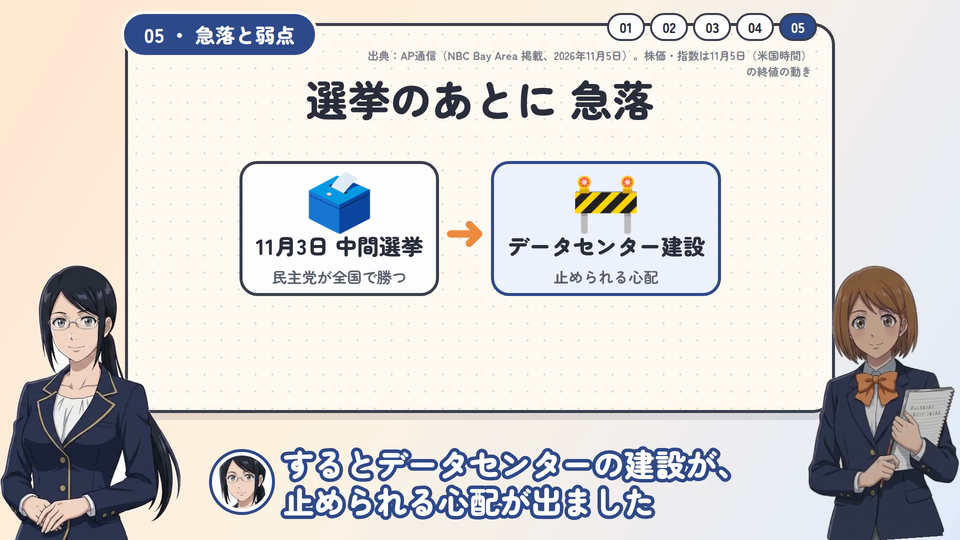 05 ・ 急落と弱点
01 02 03 04 05
出典：AP通信（NBC Bay Area 掲載、2026年11月5日）。株価・指数は11月5日（米国時間）
の終値の動き
選挙のあとに 急落
11月3日 中間選挙
民主党が全国で勝つ
データセンター建設
止められる心配
するとデータセンターの建設が、
止められる心配が出ました